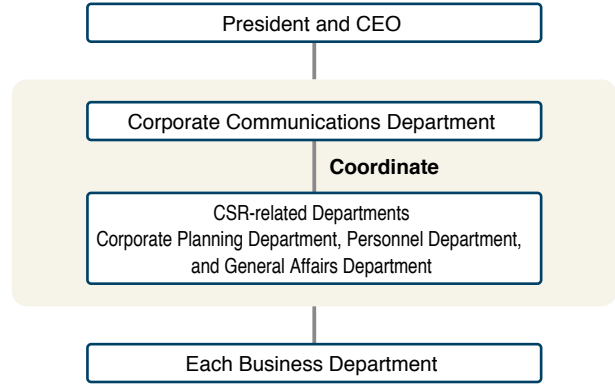 President and CEO
Corporate Communications Department
Coordinate
CSR-related Departments
Corporate Planning Department, Personnel Department,
and General Affairs Department
Each Business Department